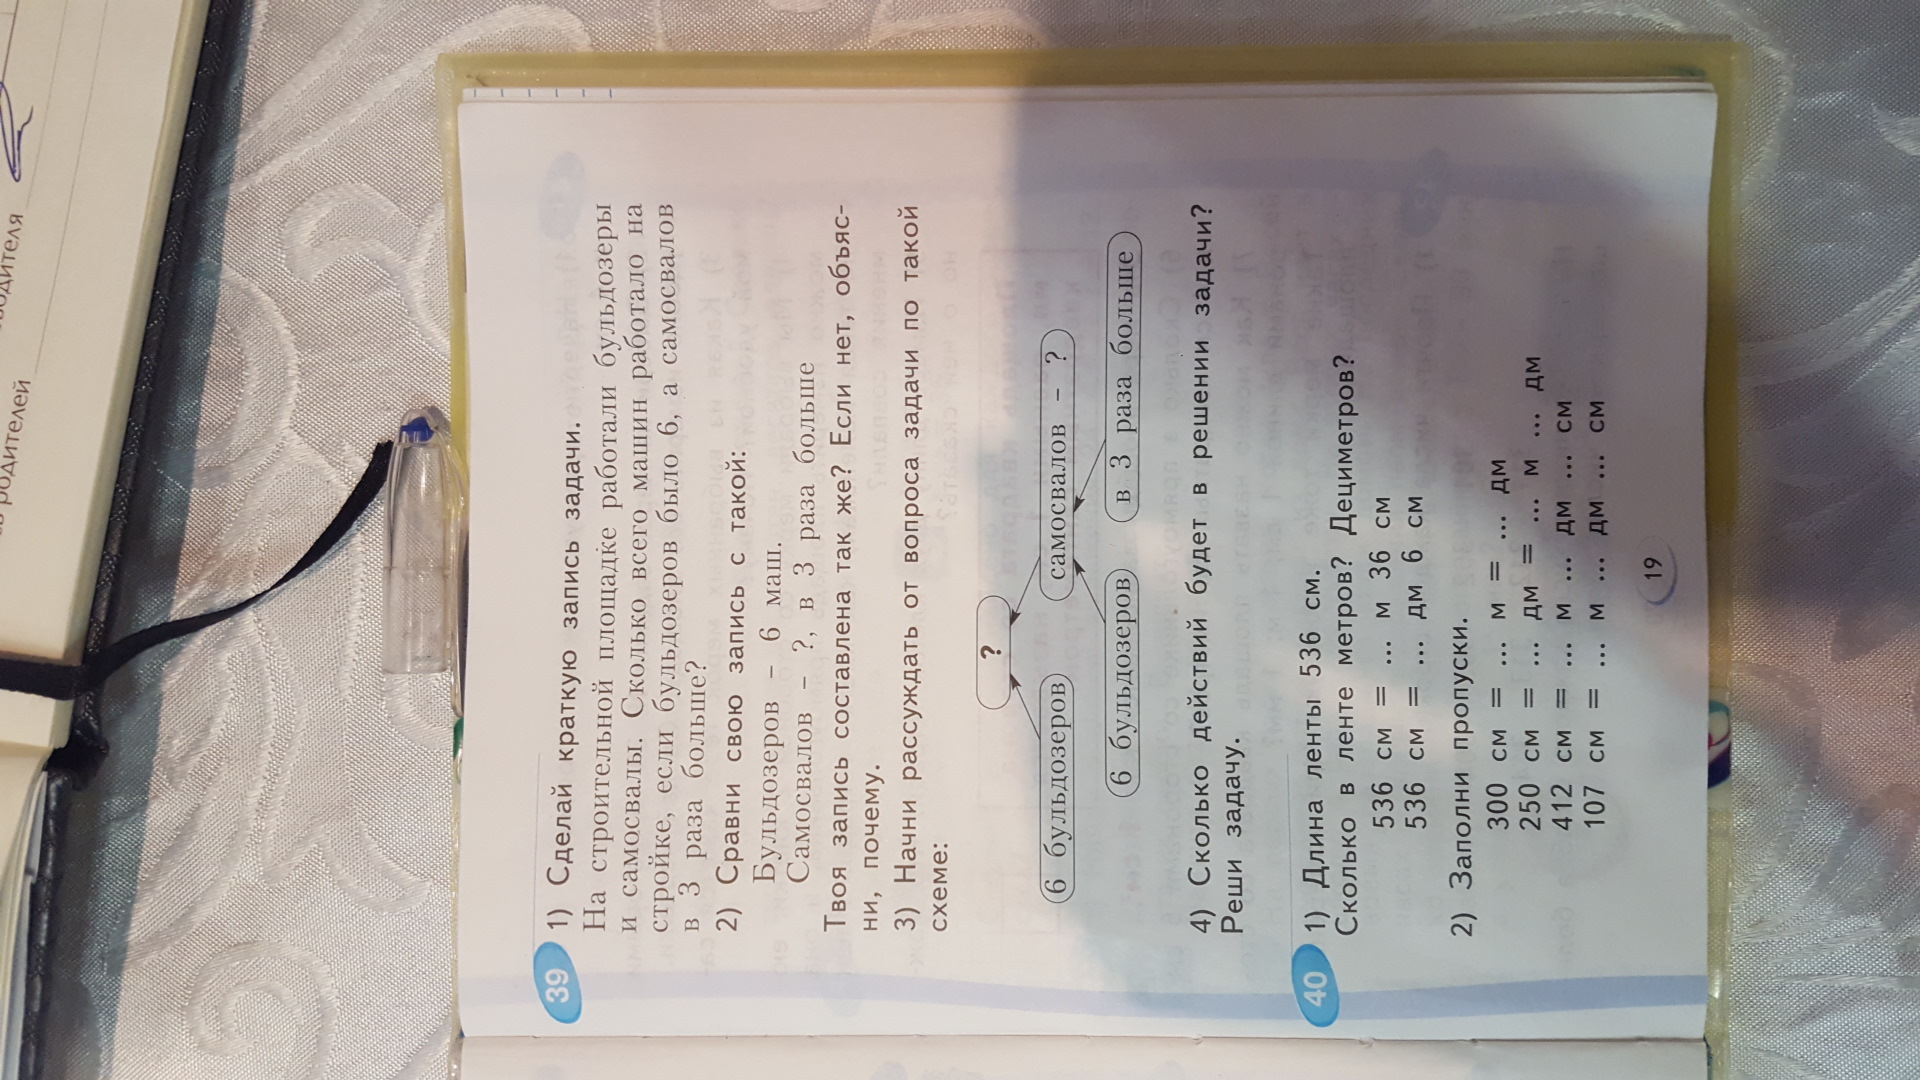 родителей
водителя
39
1) Сделай краткую запись задачи.
На строительной площадке работали бульдозеры
и самосвалы. Сколько всего машин работало на
стройке, если бульдозеров было 6, а самосвалов
в 3 раза больше?
2) Сравни свою запись с такой:
Бульдозеров – 6 маш.
Самосвалов – ?, в 3 раза больше
Твоя запись составлена так же? Если нет, объяс-
ни, почему.
3) Начни рассуждать от вопроса задачи по такой
схеме:
?
6 бульдозеров
самосвалов – ?
6 бульдозеров
в 3 раза больше
4) Сколько действий будет в решении задачи?
Реши задачу.
40
1) Длина ленты 536 см.
Сколько в ленте метров? Дециметров?
536 см = ... м 36 см
536 см = ... дм 6 см
2) Заполни пропуски.
300 см = ... м = ... дм
250 см = ... дм = ... м ... дм
412 см = ... м ... дм ... см
107 см = ... м ... дм ... см
19